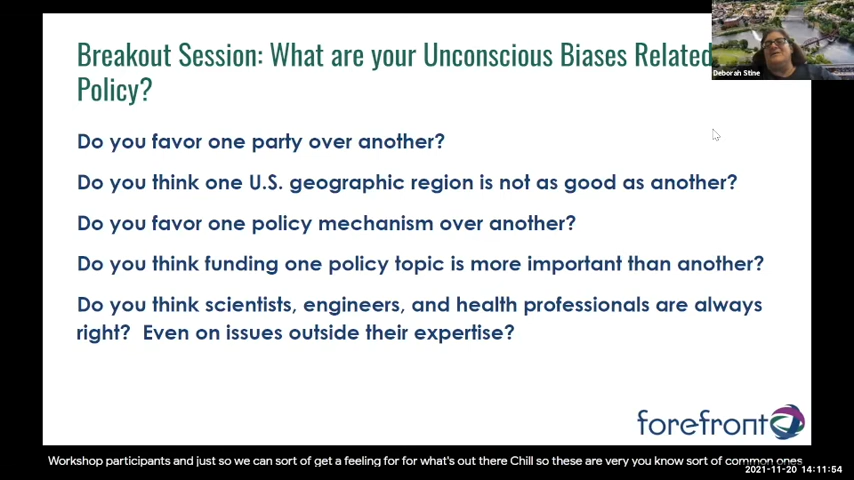 Breakout Session: What are your Unconscious Biases Related
Policy?
Deborah Stine
Do you favor one party over another?
Do you think one U.S. geographic region is not as good as another?
Do you favor one policy mechanism over another?
Do you think funding one policy topic is more important than another?
Do you think scientists, engineers, and health professionals are always
right?  Even on issues outside their expertise?
forefront
Workshop participants and just so we can sort of get a feeling for for what's out there Chill so these are very you know sort of common ones
2021-11-20 14:11:54